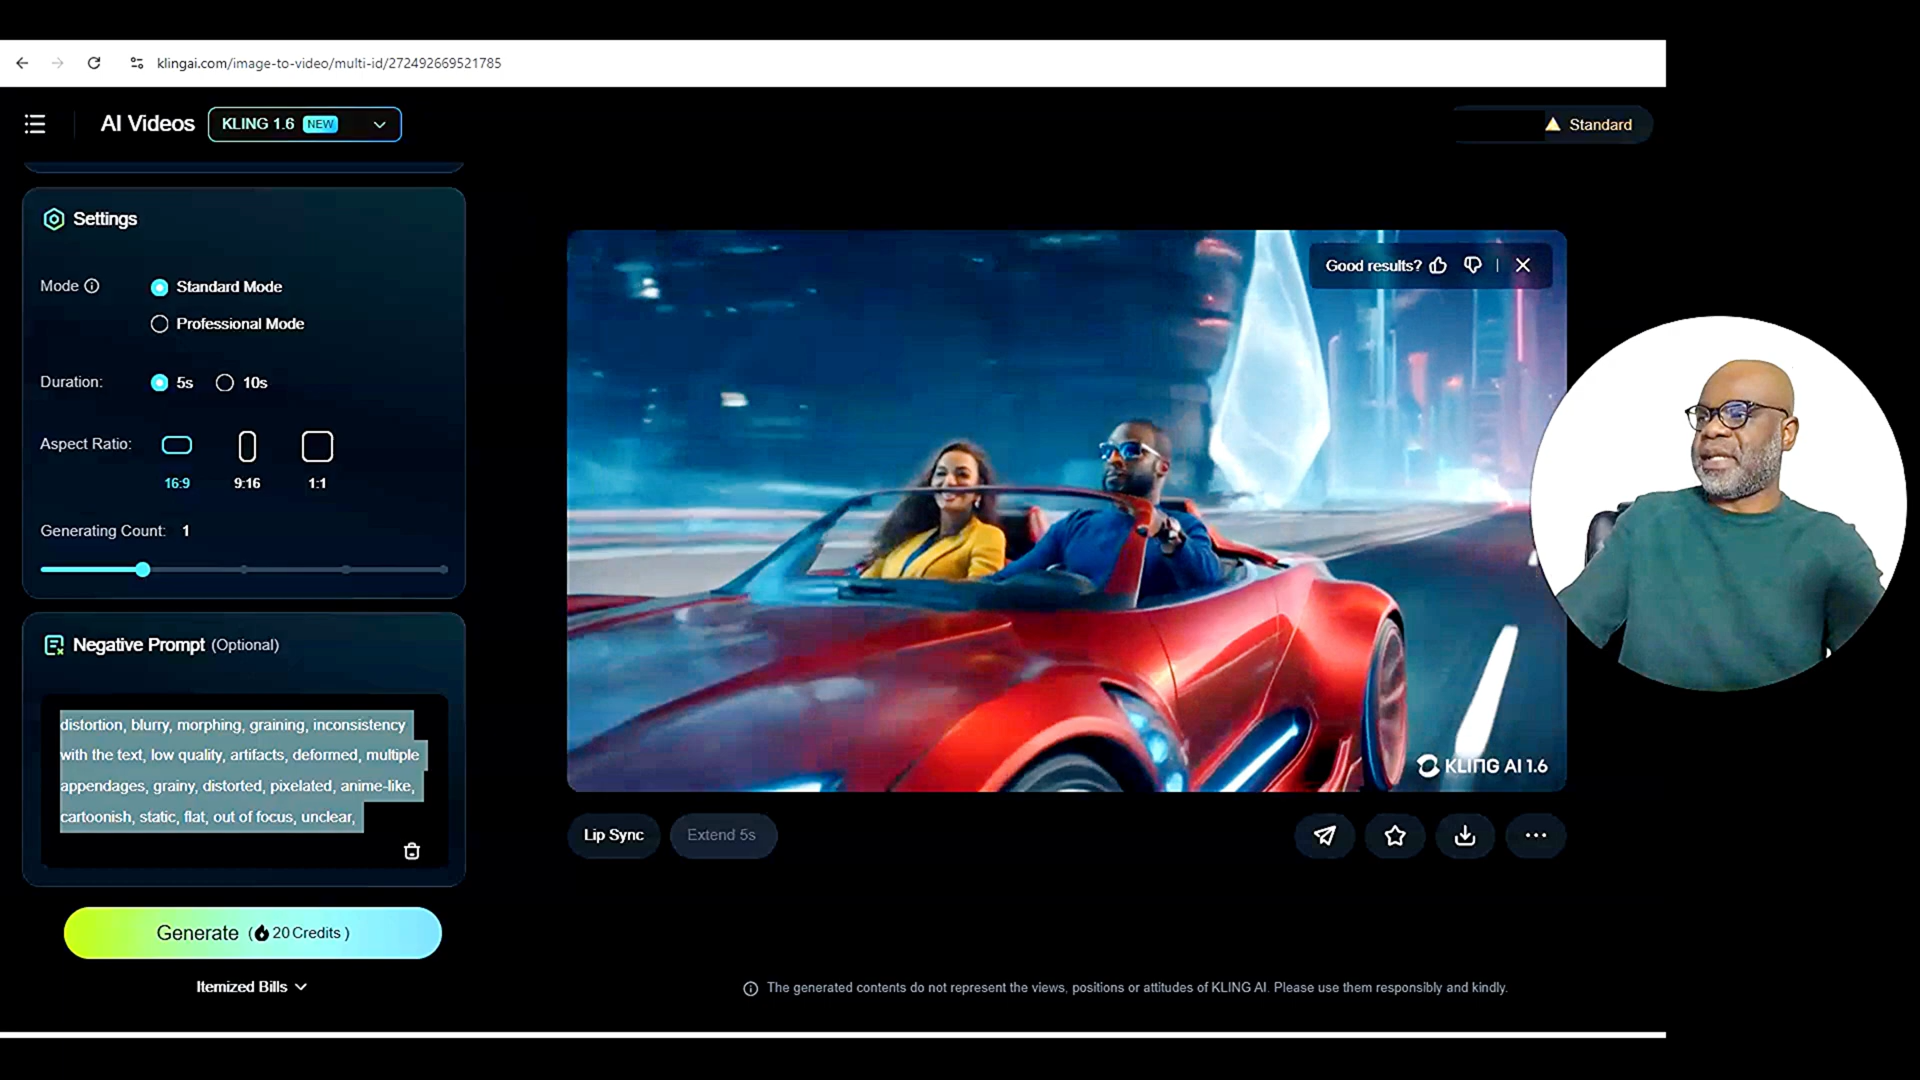 klingai.com/image-to-video/multi-id/272492669521785
AI Videos
KLING 1.6 NEW
Standard
Settings
Mode
Standard Mode
Professional Mode
Duration:
5s
10s
Aspect Ratio:
16:9
9:16
1:1
Generating Count: 1
Negative Prompt (Optional)
distortion, blurry, morphing, graining, inconsistency
with the text, low quality, artifacts, deformed, multiple
appendages, grainy, distorted, pixelated, anime-like,
cartoonish, static, flat, out of focus, unclear,
Generate ( 20 Credits )
Itemized Bills
Good results?
KLING AI 1.6
Lip Sync
Extend 5s
The generated contents do not represent the views, positions or attitudes of KLING AI. Please use them responsibly and kindly.